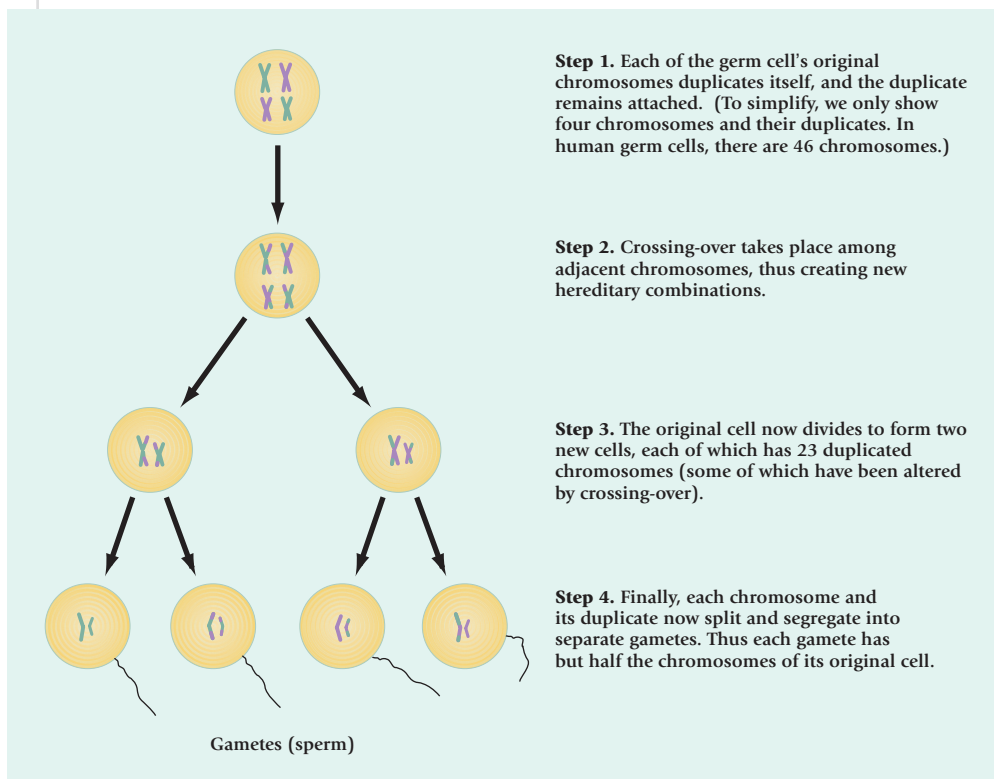 Step 1. Each of the germ cell's original
chromosomes duplicates itself, and the duplicate
remains attached. (To simplify, we only show
four chromosomes and their duplicates. In
human germ cells, there are 46 chromosomes.)
Step 2. Crossing-over takes place among
adjacent chromosomes, thus creating new
hereditary combinations.
Step 3. The original cell now divides to form two
new cells, each of which has 23 duplicated
chromosomes (some of which have been altered
by crossing-over).
Step 4. Finally, each chromosome and
its duplicate now split and segregate into
separate gametes. Thus each gamete has
but half the chromosomes of its original cell.
Gametes (sperm)